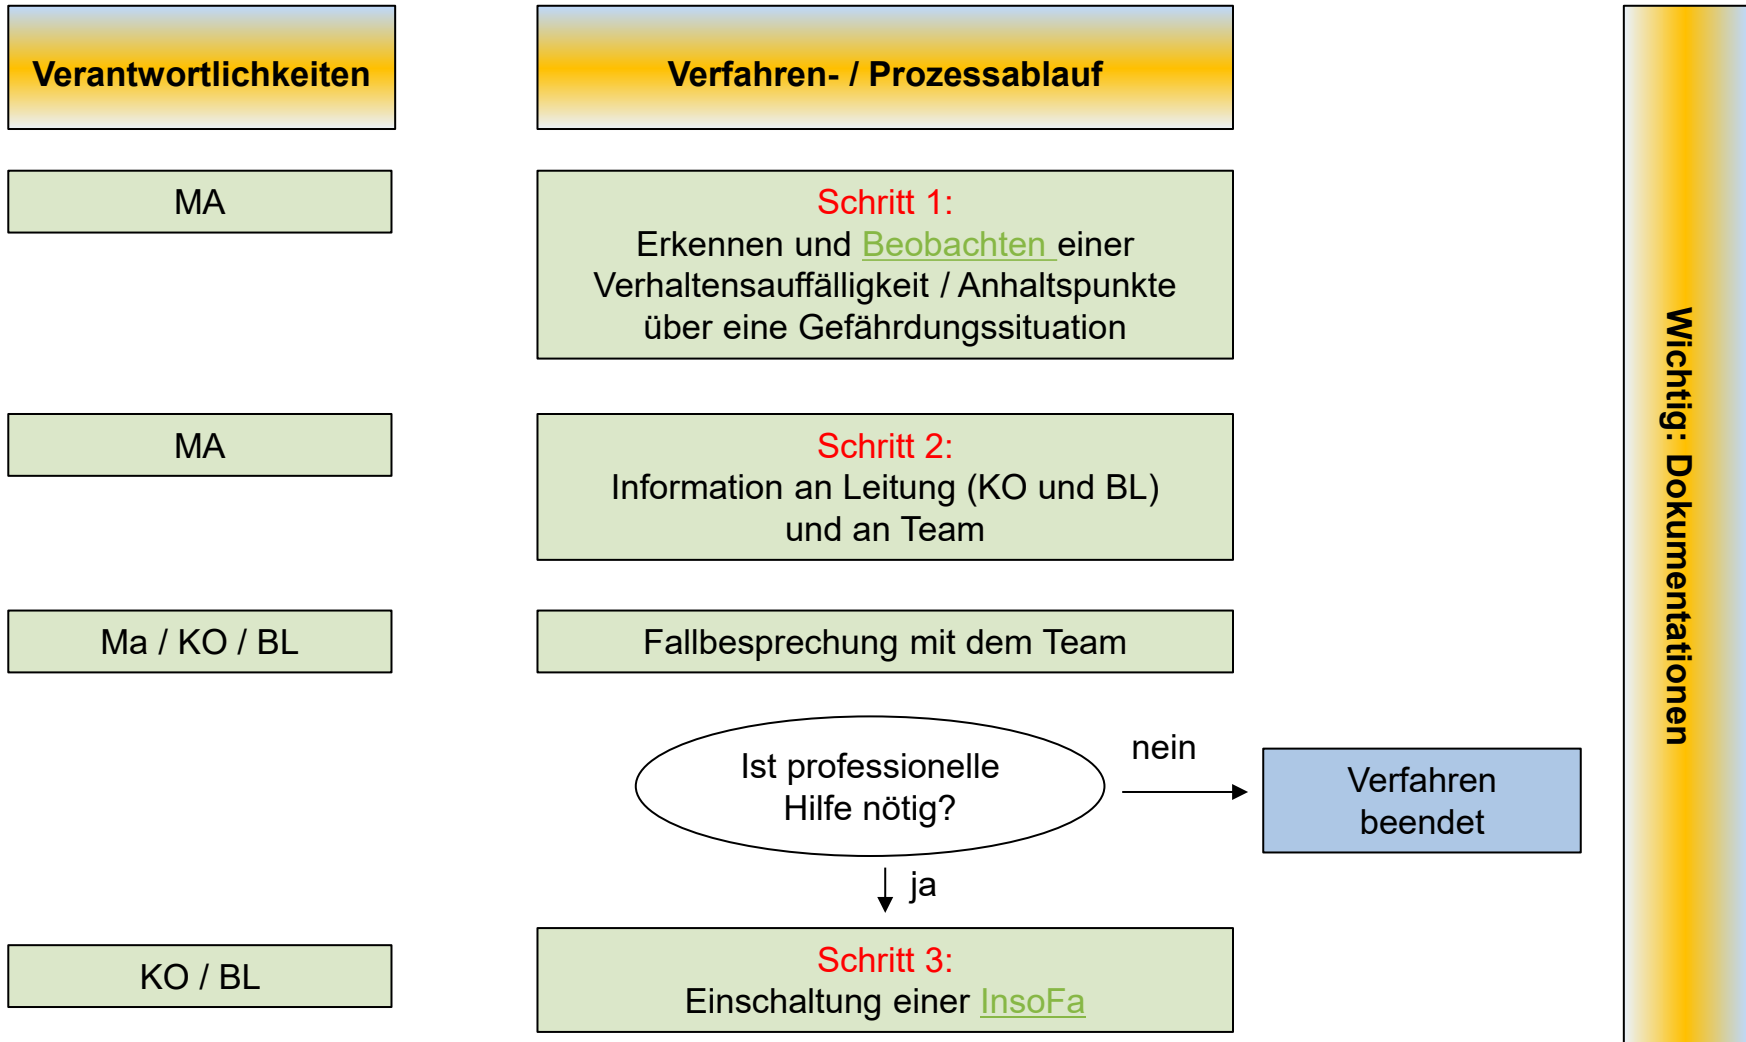 Verantwortlichkeiten
Verfahren- / Prozessablauf
MA
Schritt 1:
Erkennen und Beobachten einer
Verhaltensauffälligkeit / Anhaltspunkte
über eine Gefährdungssituation
MA
Schritt 2:
Information an Leitung (KO und BL)
und an Team
Ma / KO / BL
Fallbesprechung mit dem Team
Ist professionelle
Hilfe nötig?
nein
Verfahren
beendet
ja
KO / BL
Schritt 3:
Einschaltung einer InsoFa
Wichtig: Dokumentationen